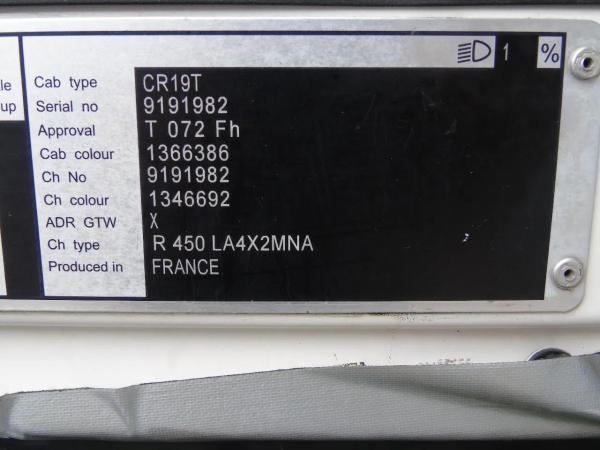 1 %
le
up
Cab type CR19T
Serial no 9191982
Approval T 072 Fh
Cab colour 1366386
Ch No 9191982
Ch colour 1346692
ADR GTW X
Ch type R 450 LA4X2MNA
Produced in FRANCE